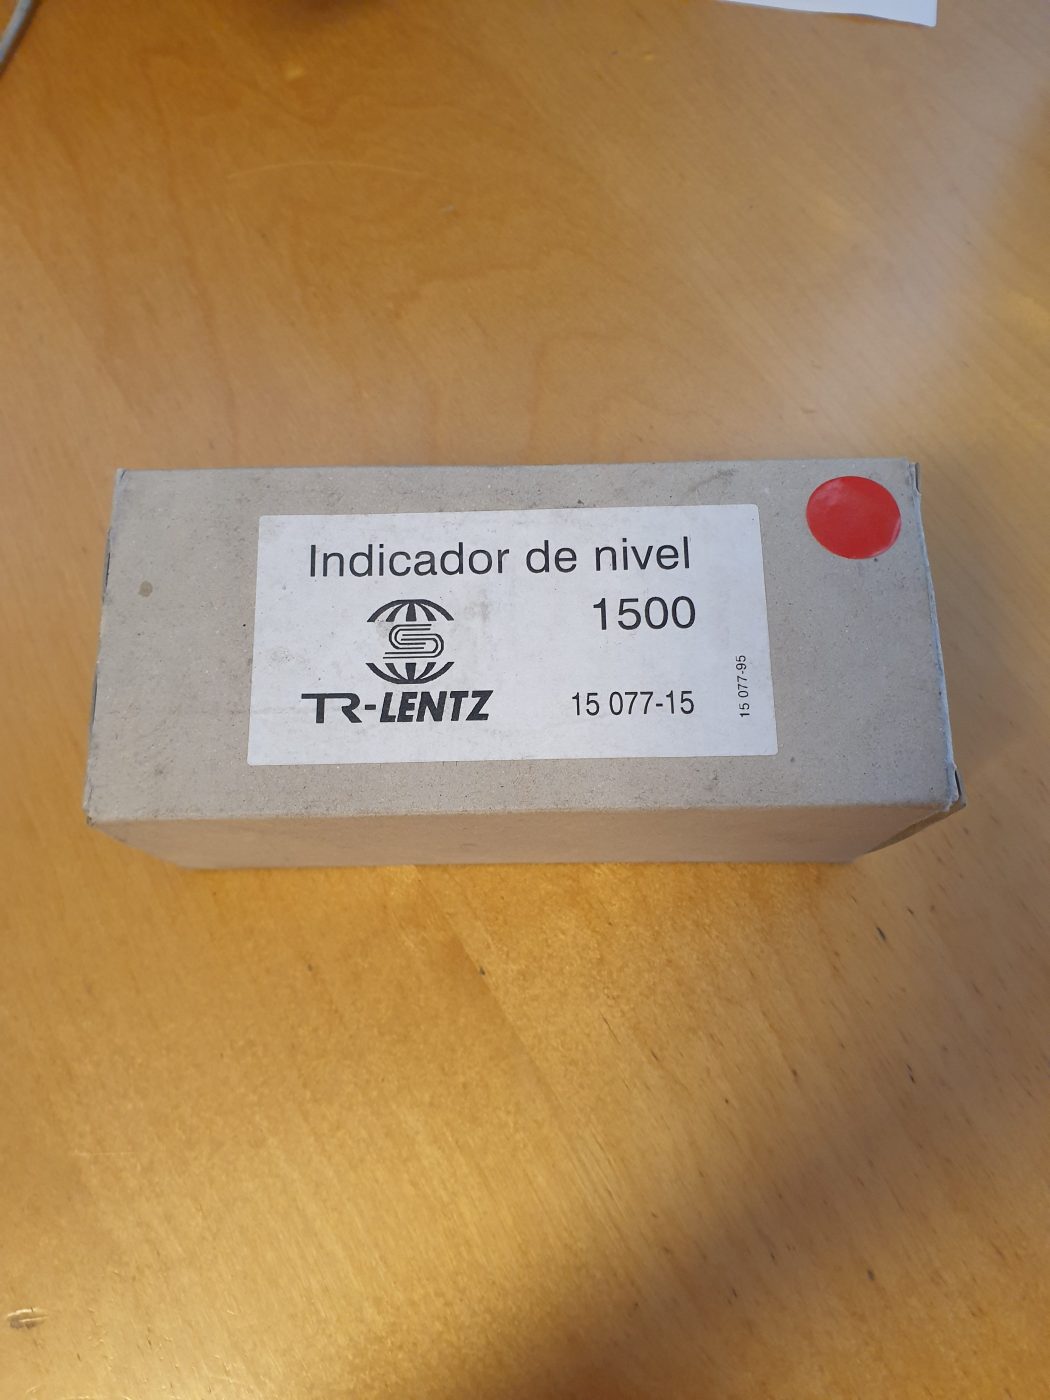 Indicador de nivel
1500
S
TR-LENTZ
15 077-15
15 077-95